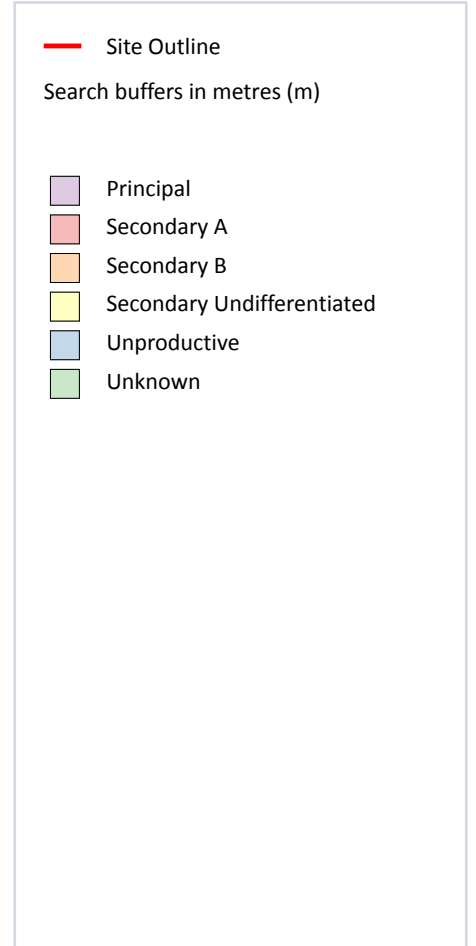 Site Outline
Search buffers in metres (m)
Principal
Secondary A
Secondary B
Secondary Undifferentiated
Unproductive
Unknown